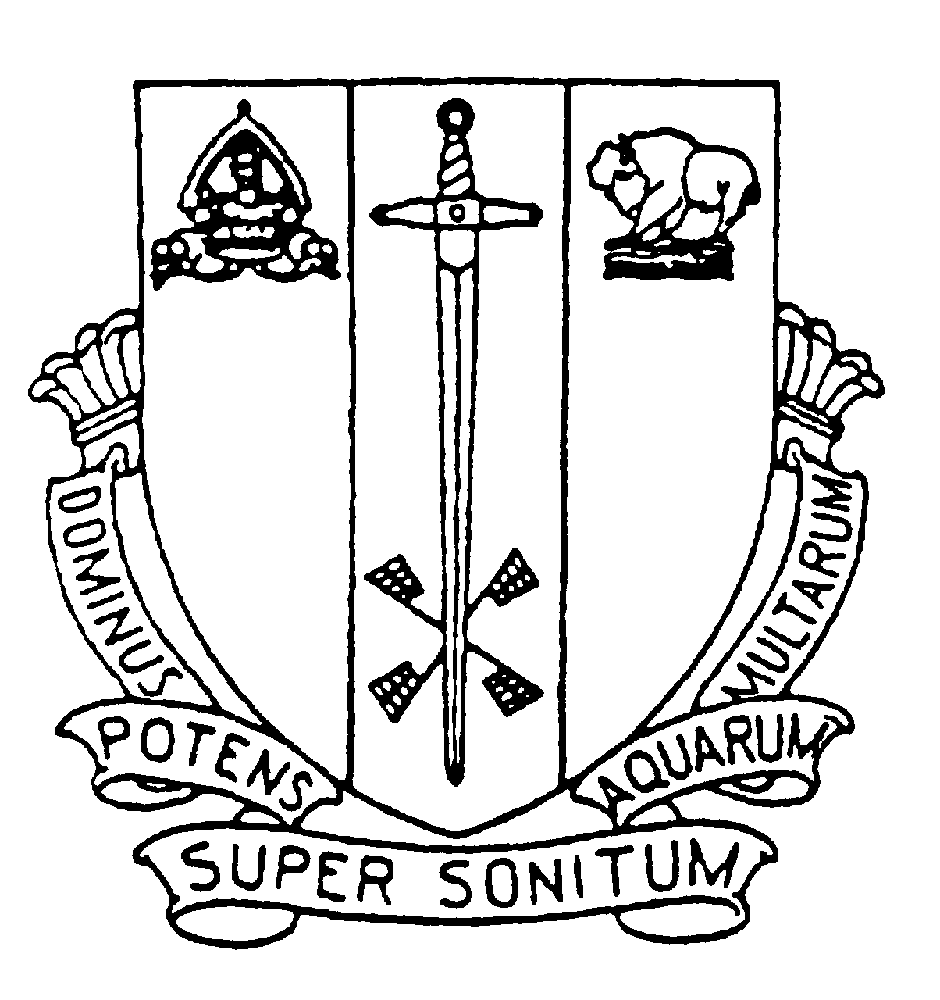 DOMINUS
POTENS
SUPER SONITUM
AQUARUM
MULTARUM